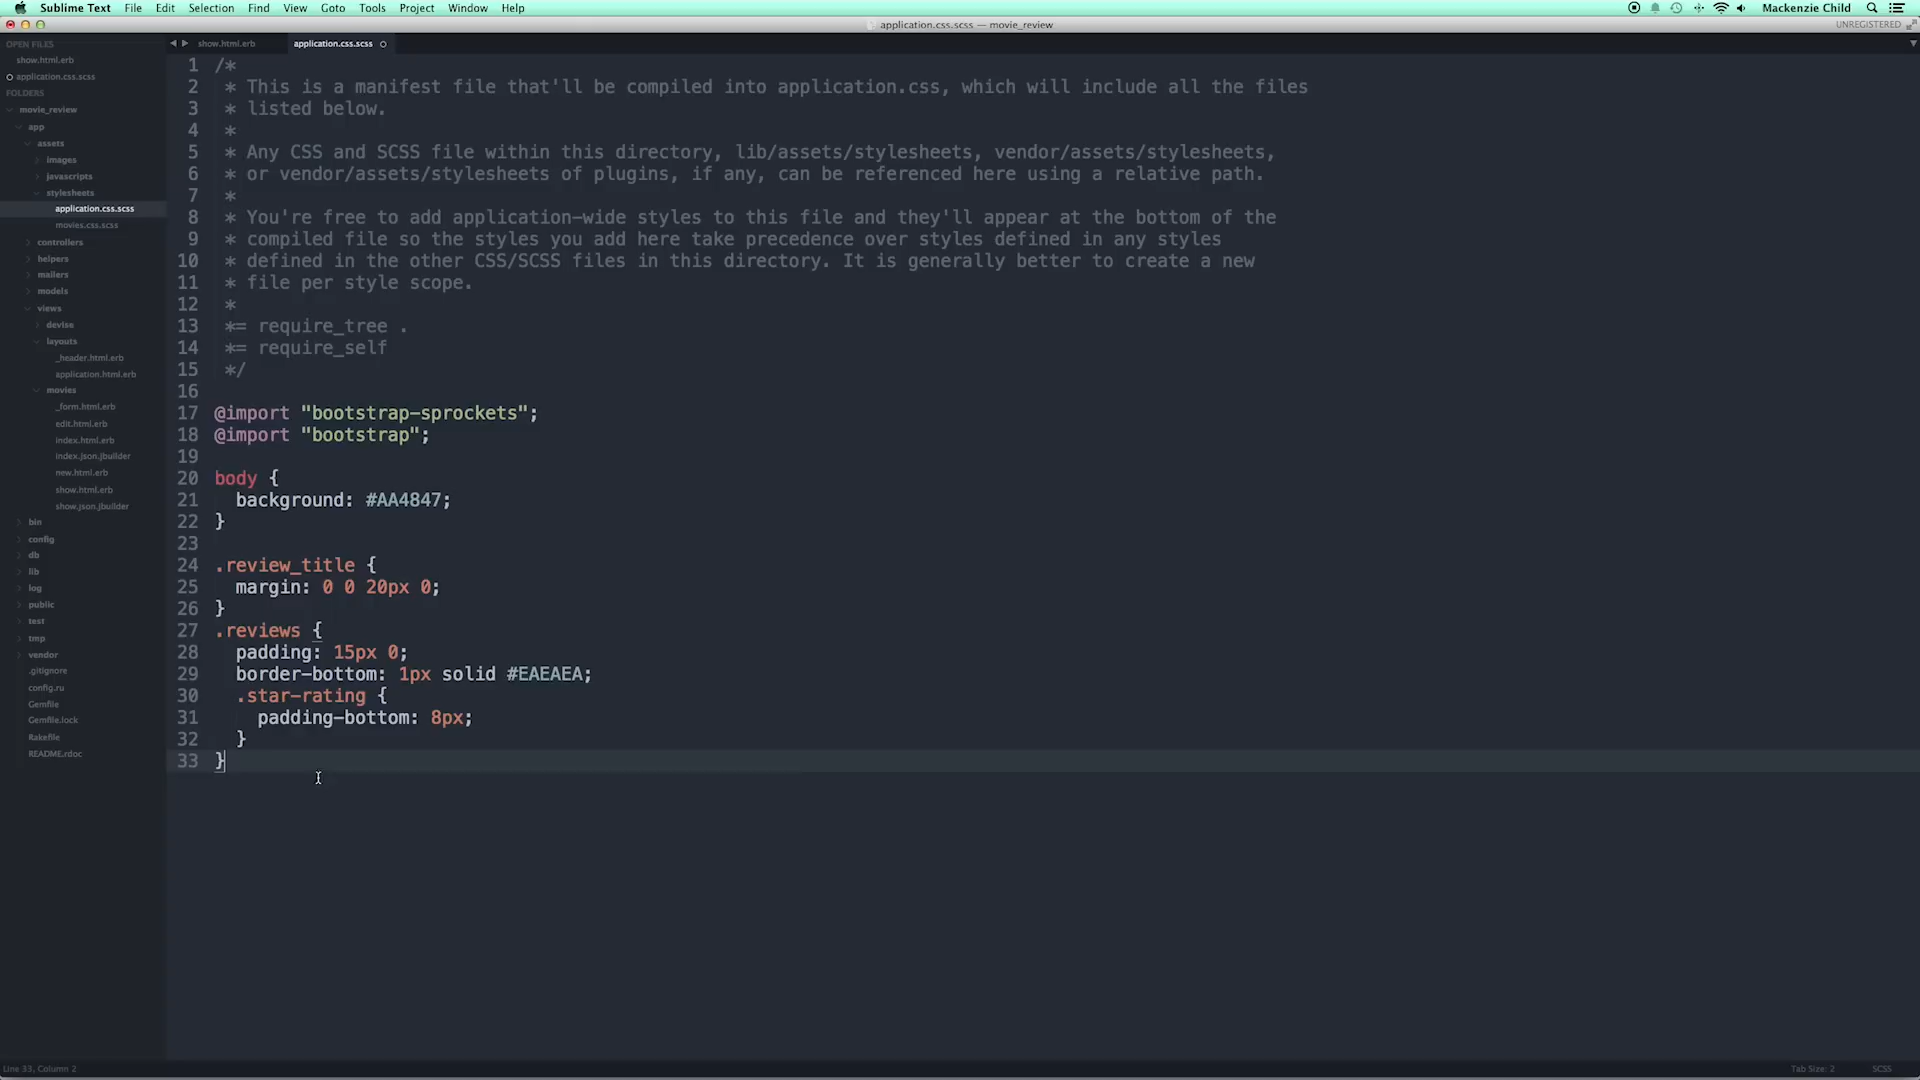 Sublime Text File Edit Selection Find View Goto Tools Project Window Help Mackenzie Child
application.css.scss — movie_review UNREGISTERED
OPEN FILES
show.html.erb
application.css.scss
FOLDERS
movie_review
app
assets
images
javascripts
stylesheets
application.css.scss
movies.css.scss
controllers
helpers
mailers
models
views
devise
layouts
_header.html.erb
application.html.erb
movies
_form.html.erb
edit.html.erb
index.html.erb
index.json.jbuilder
new.html.erb
show.html.erb
show.json.jbuilder
bin
config
db
lib
log
public
test
tmp
vendor
.gitignore
config.ru
Gemfile
Gemfile.lock
Rakefile
README.rdoc
show.html.erb application.css.scss
1 /*
2  * This is a manifest file that'll be compiled into application.css, which will include all the files
3  * listed below.
4  *
5  * Any CSS and SCSS file within this directory, lib/assets/stylesheets, vendor/assets/stylesheets,
6  * or vendor/assets/stylesheets of plugins, if any, can be referenced here using a relative path.
7  *
8  * You're free to add application-wide styles to this file and they'll appear at the bottom of the
9  * compiled file so the styles you add here take precedence over styles defined in any styles
10  * defined in the other CSS/SCSS files in this directory. It is generally better to create a new
11  * file per style scope.
12  *
13  *= require_tree .
14  *= require_self
15  */
16
17 @import "bootstrap-sprockets";
18 @import "bootstrap";
19
20 body {
21   background: #AA4847;
22 }
23
24 .review_title {
25   margin: 0 0 20px 0;
26 }
27 .reviews {
28   padding: 15px 0;
29   border-bottom: 1px solid #EAEAEA;
30   .star-rating {
31     padding-bottom: 8px;
32   }
33 }
Line 33, Column 2 Tab Size: 2 SCSS